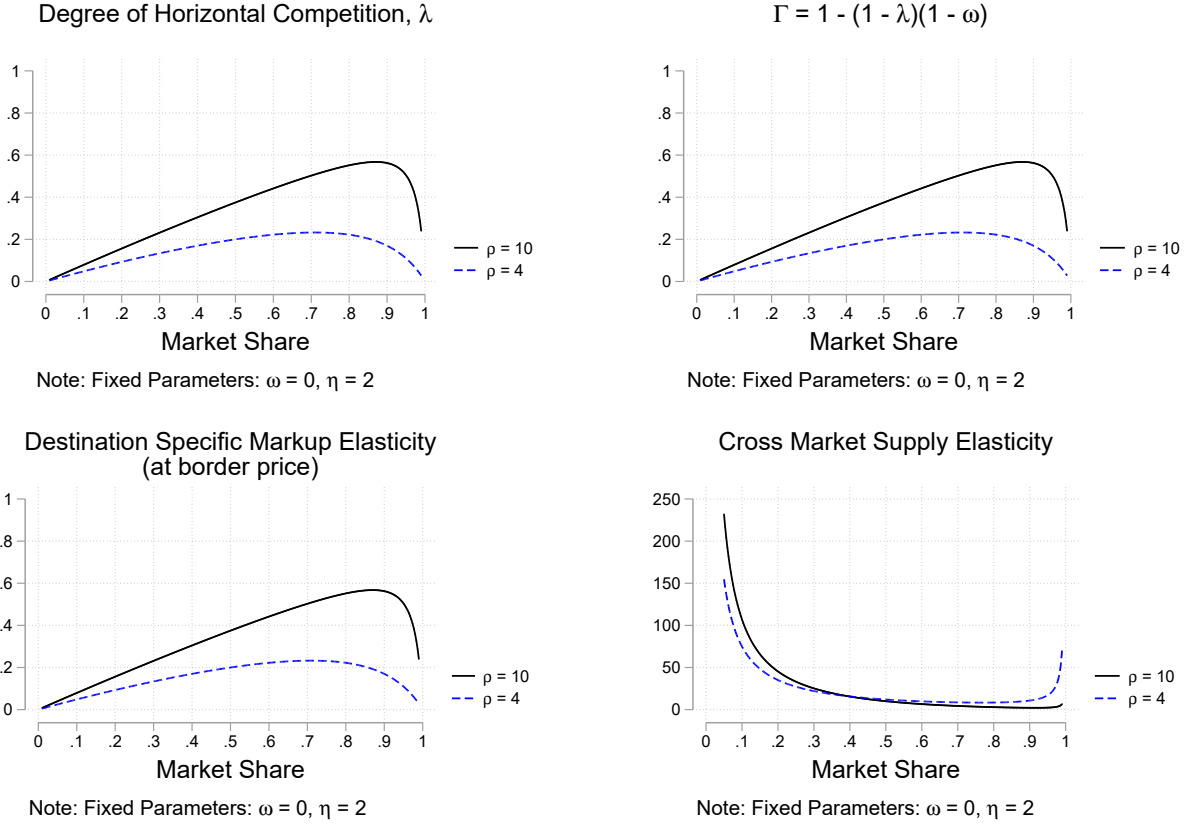 Degree of Horizontal Competition, λ
1
.8
.6
.4
.2
0
0 .1 .2 .3 .4 .5 .6 .7 .8 .9 1
Market Share
ρ = 10
ρ = 4
Note: Fixed Parameters: ω = 0, η = 2
Γ = 1 - (1 - λ)(1 - ω)
1
.8
.6
.4
.2
0
0 .1 .2 .3 .4 .5 .6 .7 .8 .9 1
Market Share
ρ = 10
ρ = 4
Note: Fixed Parameters: ω = 0, η = 2
Destination Specific Markup Elasticity
(at border price)
1
.8
.6
.4
.2
0
0 .1 .2 .3 .4 .5 .6 .7 .8 .9 1
Market Share
ρ = 10
ρ = 4
Note: Fixed Parameters: ω = 0, η = 2
Cross Market Supply Elasticity
250
200
150
100
50
0
0 .1 .2 .3 .4 .5 .6 .7 .8 .9 1
Market Share
ρ = 10
ρ = 4
Note: Fixed Parameters: ω = 0, η = 2